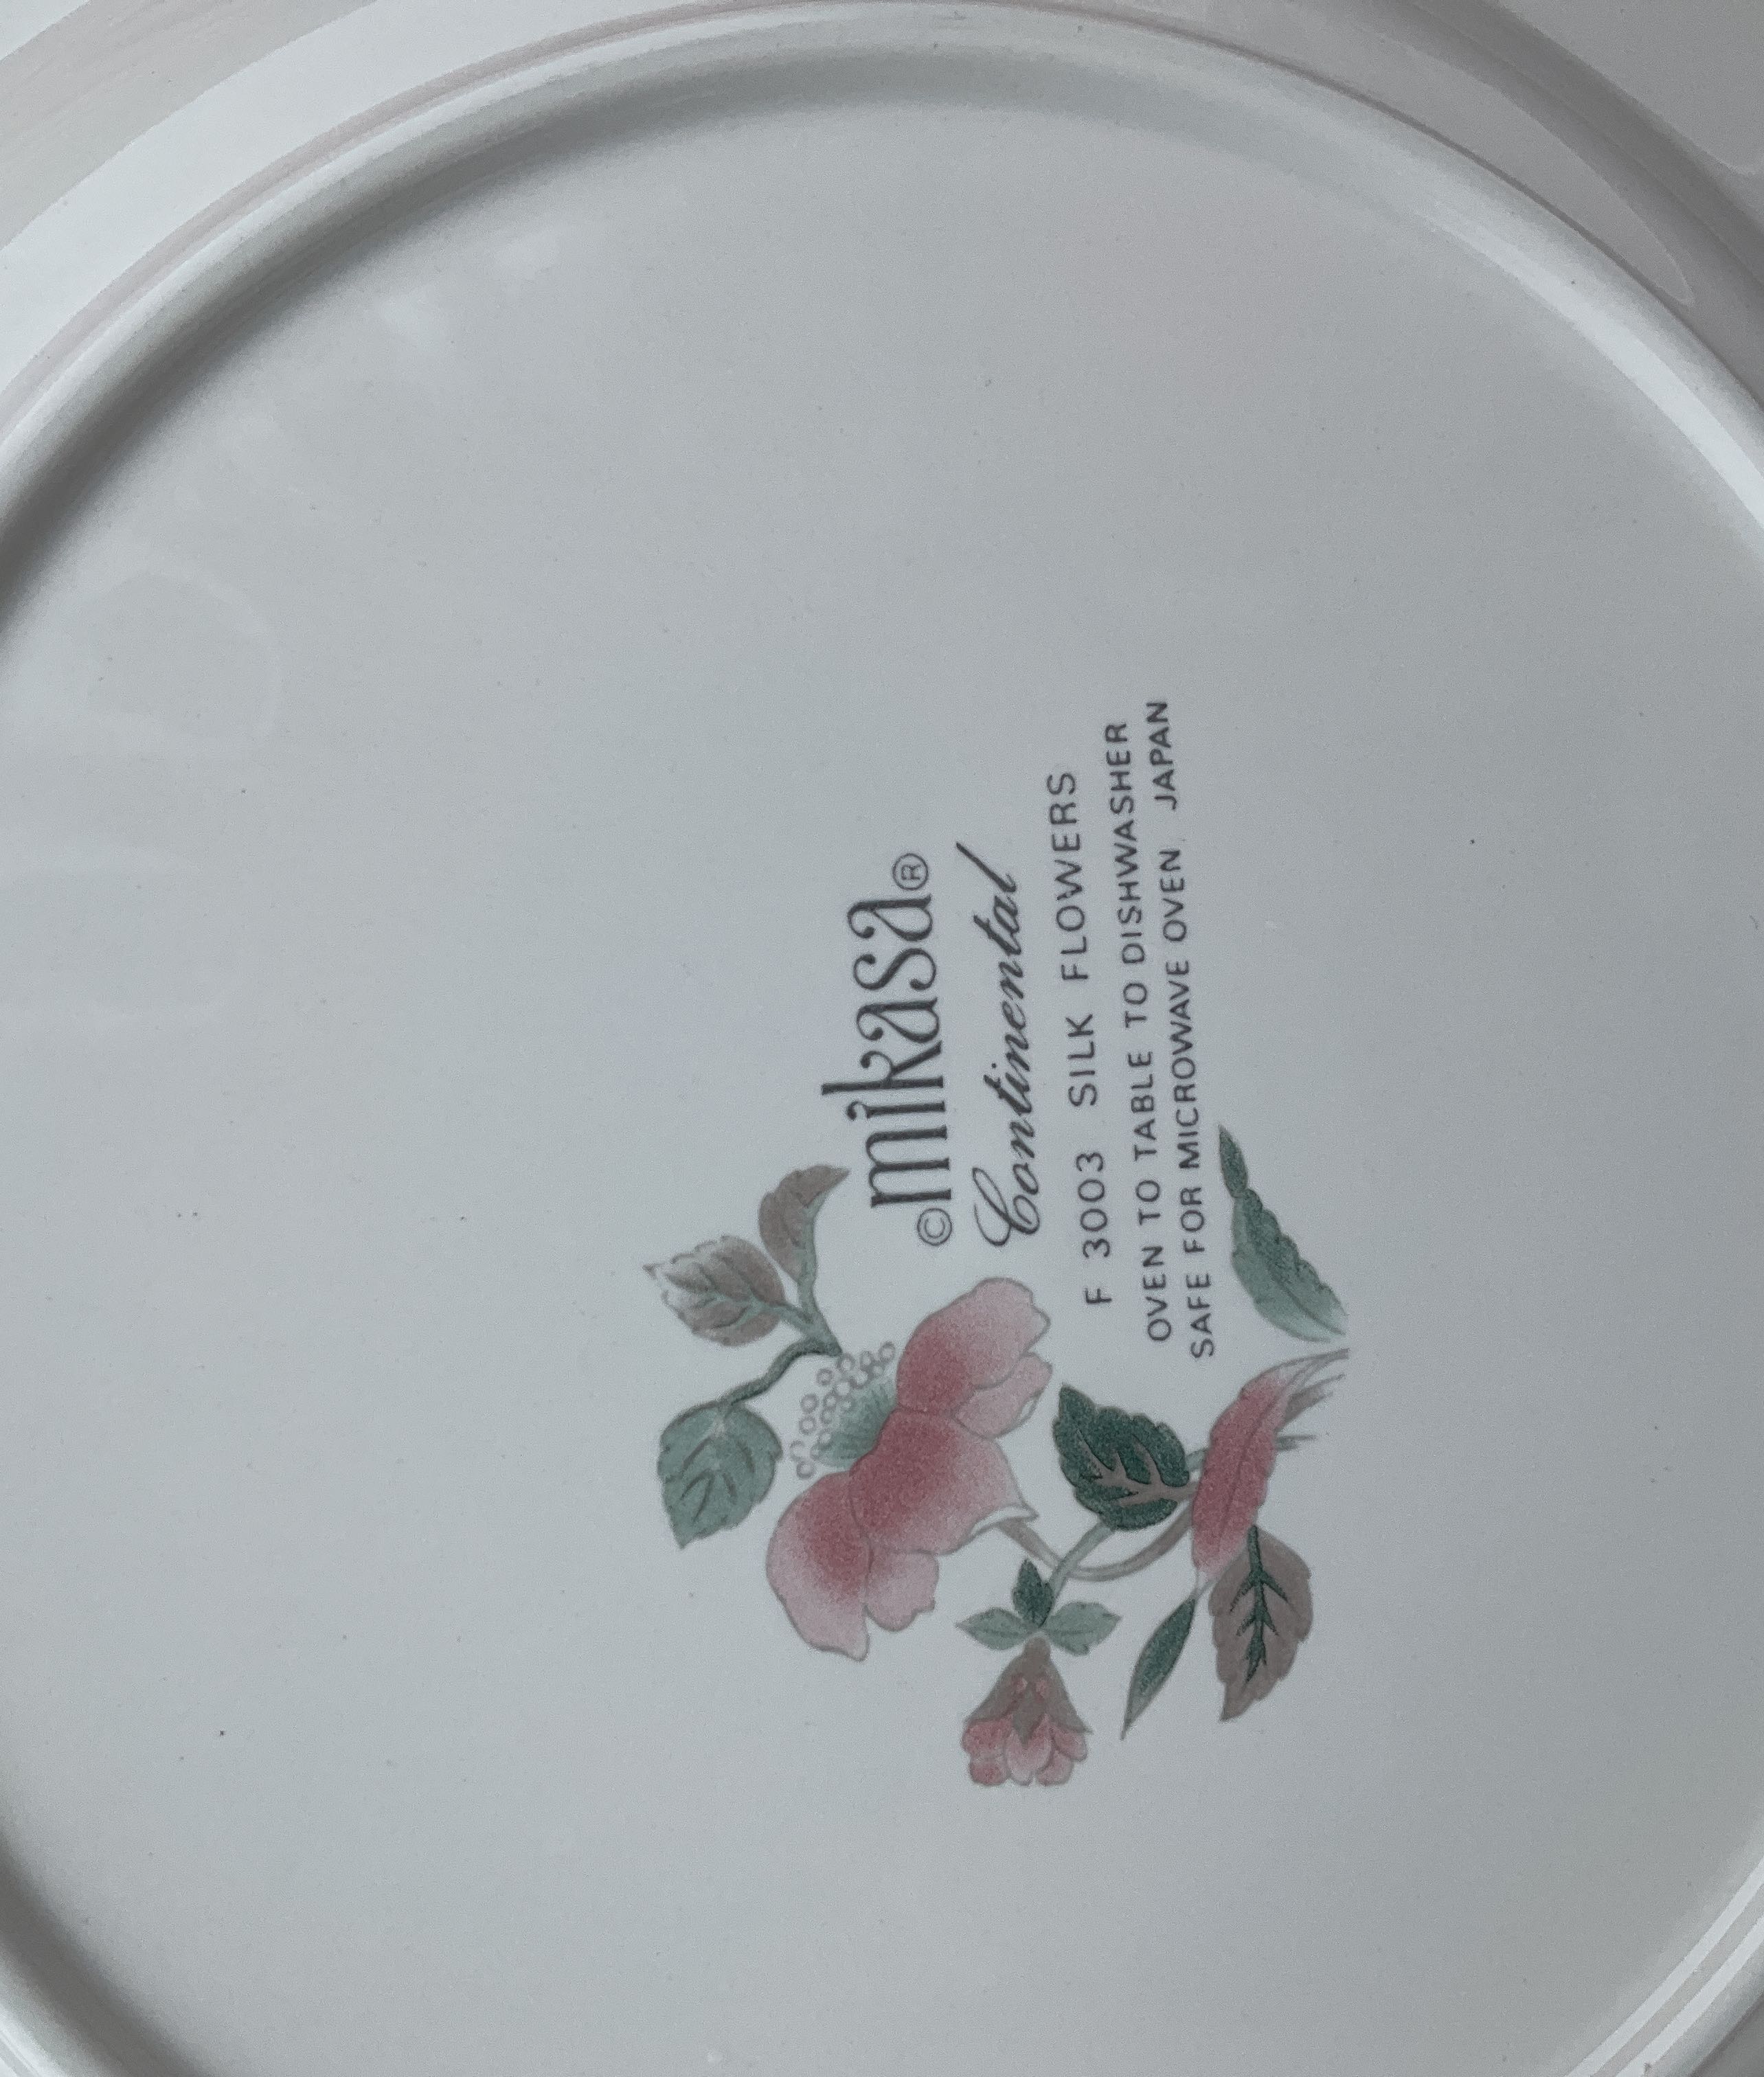 ©mikasa®
Continental
F 3003 SILK FLOWERS
OVEN TO TABLE TO DISHWASHER
SAFE FOR MICROWAVE OVEN JAPAN